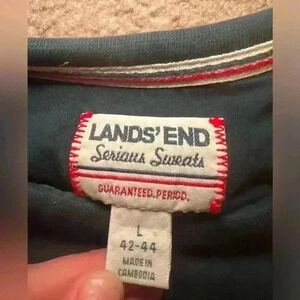 LANDS' END
Serious Sweats
GUARANTEED. PERIOD.
L
42-44
MADE IN
CAMBODIA